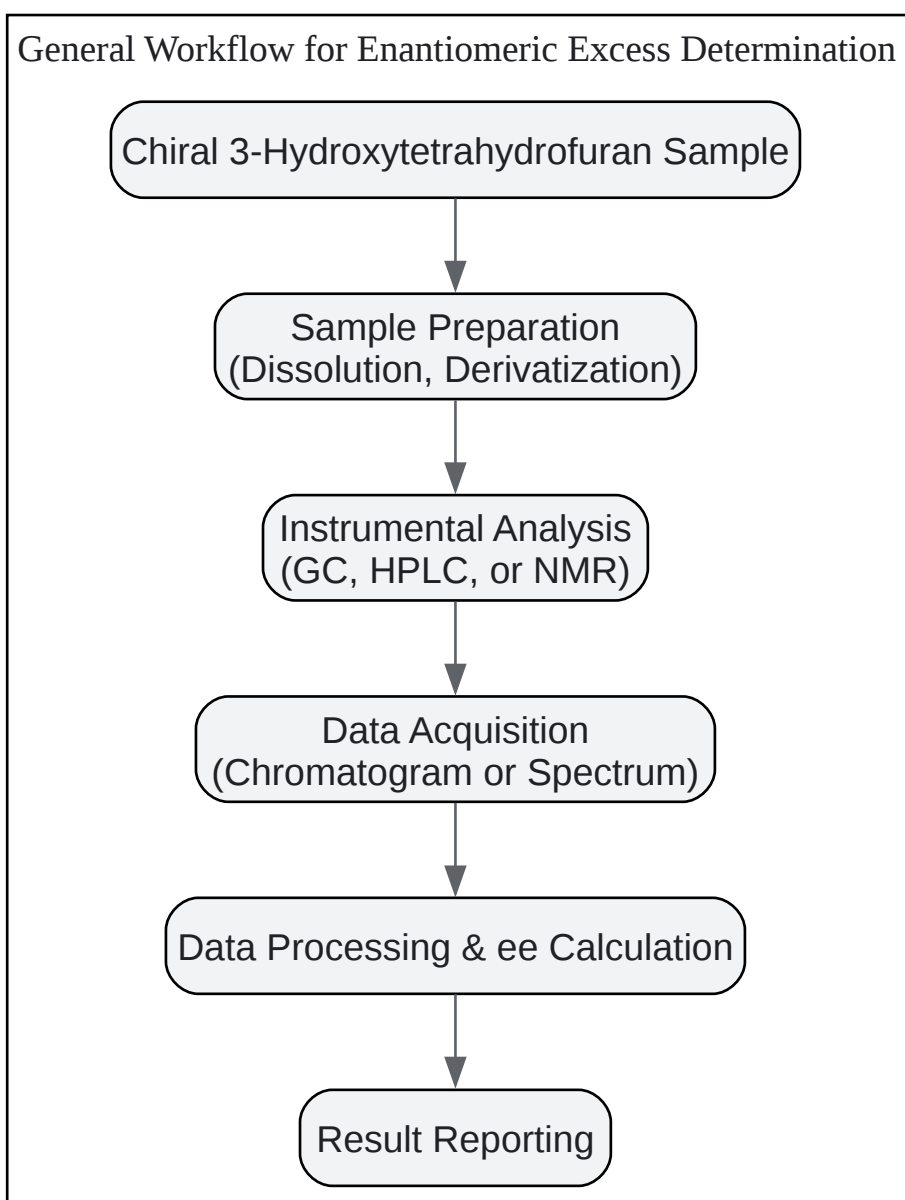 General Workflow for Enantiomeric Excess Determination
Chiral 3-Hydroxytetrahydrofuran Sample
Sample Preparation
(Dissolution, Derivatization)
Instrumental Analysis
(GC, HPLC, or NMR)
Data Acquisition
(Chromatogram or Spectrum)
Data Processing & ee Calculation
Result Reporting